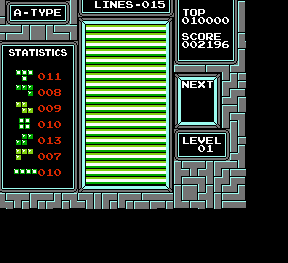 A-TYPE
LINES-015
TOP
010000
SCORE
002196
STATISTICS
011
008
009
010
013
007
010
NEXT
LEVEL
01